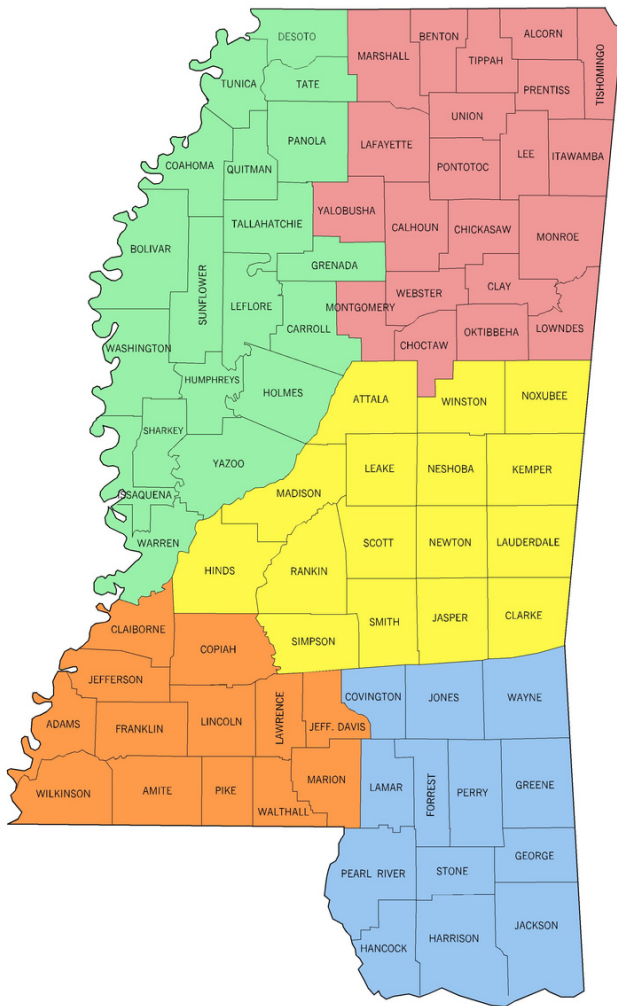 DESOTO
MARSHALL
BENTON
ALCORN
TIPPAH
TISHOMINGO
TUNICA
TATE
PRENTISS
UNION
PANOLA
LAFAYETTE
LEE
ITAWAMBA
COAHOMA
QUITMAN
PONTOTOC
YALOBUSHA
TALLAHATCHIE
CALHOUN
CHICKASAW
MONROE
BOLIVAR
SUNFLOWER
GRENADA
LEFLORE
MONTGOMERY
WEBSTER
CLAY
CARROLL
OKTIBBEHA
LOWNDES
WASHINGTON
CHOCTAW
HUMPHREYS
HOLMES
ATTALA
WINSTON
NOXUBEE
SHARKEY
YAZOO
LEAKE
NESHOBA
KEMPER
ISSAQUENA
MADISON
WARREN
SCOTT
NEWTON
LAUDERDALE
HINDS
RANKIN
CLAIBORNE
COPIAH
SIMPSON
SMITH
JASPER
CLARKE
JEFFERSON
COVINGTON
JONES
WAYNE
ADAMS
FRANKLIN
LINCOLN
LAWRENCE
JEFF. DAVIS
WILKINSON
AMITE
PIKE
WALTHALL
MARION
LAMAR
FORREST
PERRY
GREENE
PEARL RIVER
STONE
GEORGE
HANCOCK
HARRISON
JACKSON